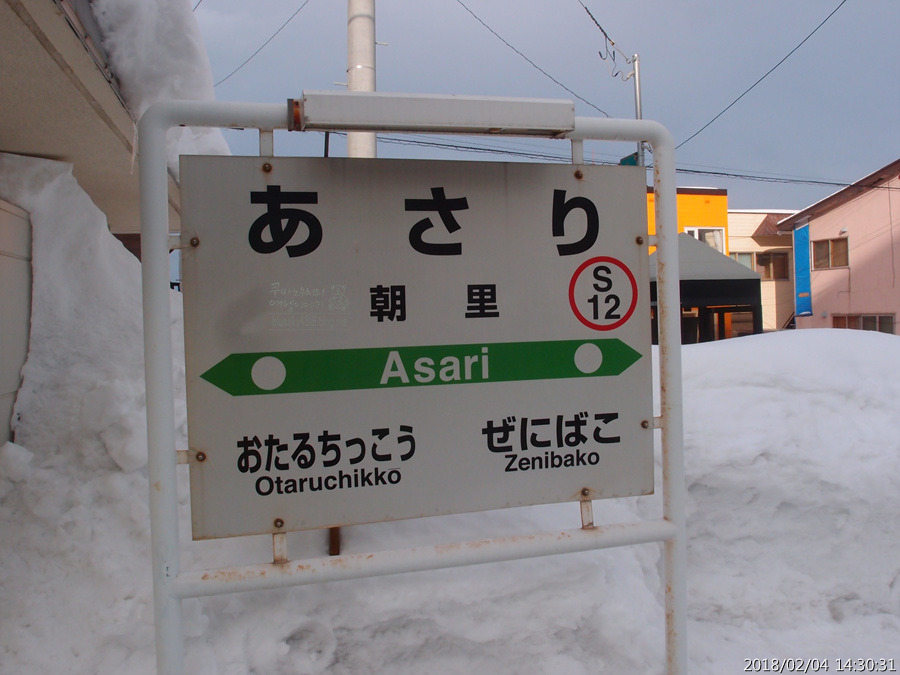 あさり
朝里
S
12
Asari
おたるちっこう ぜにばこ
Otaruchikkō Zenibako
2018/02/04 14:30:31